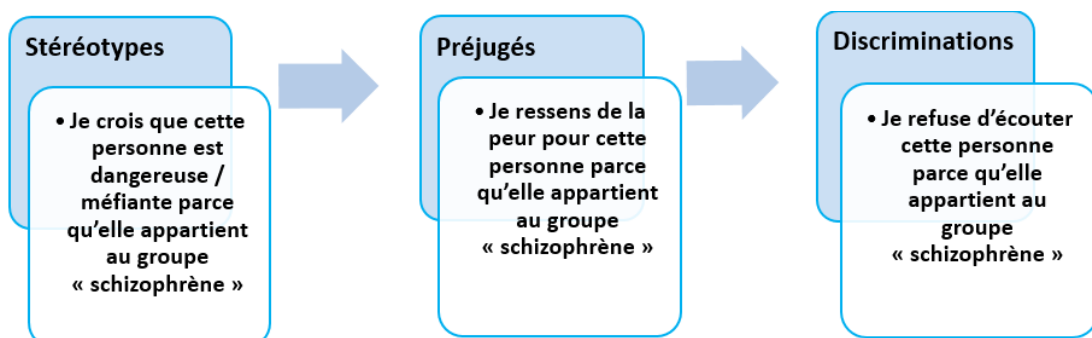 Stéréotypes
• Je crois que cette
personne est
dangereuse /
méfiante parce
qu’elle appartient
au groupe
« schizophrène »
Préjugés
• Je ressens de la
peur pour cette
personne parce
qu’elle appartient
au groupe
« schizophrène »
Discriminations
• Je refuse d’écouter
cette personne
parce qu’elle
appartient au
groupe
« schizophrène »